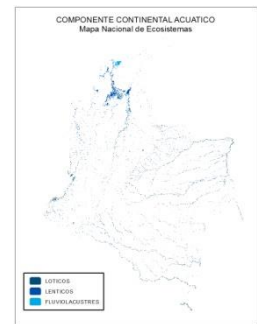 COMPONENTE CONTINENTAL ACUATICO
Mapa Nacional de Ecosistemas
LOTICOS
LENTICOS
FLUVIOLACUSTRES